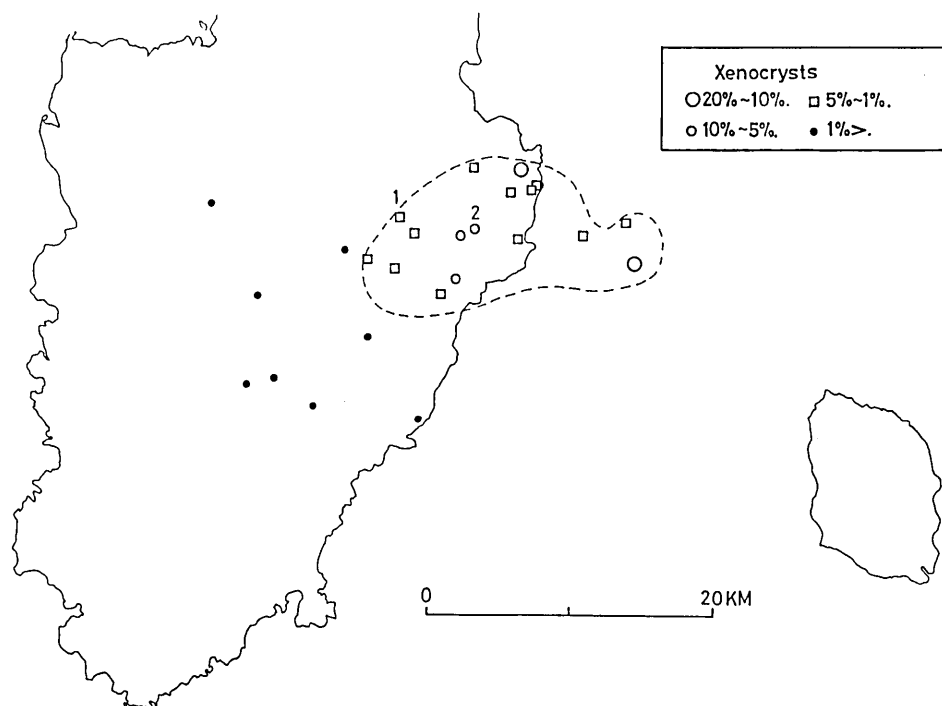 Xenocrysts
○20%~10%. □ 5%~1%.
○10%~5%. • 1%>.
1
2
0
20KM